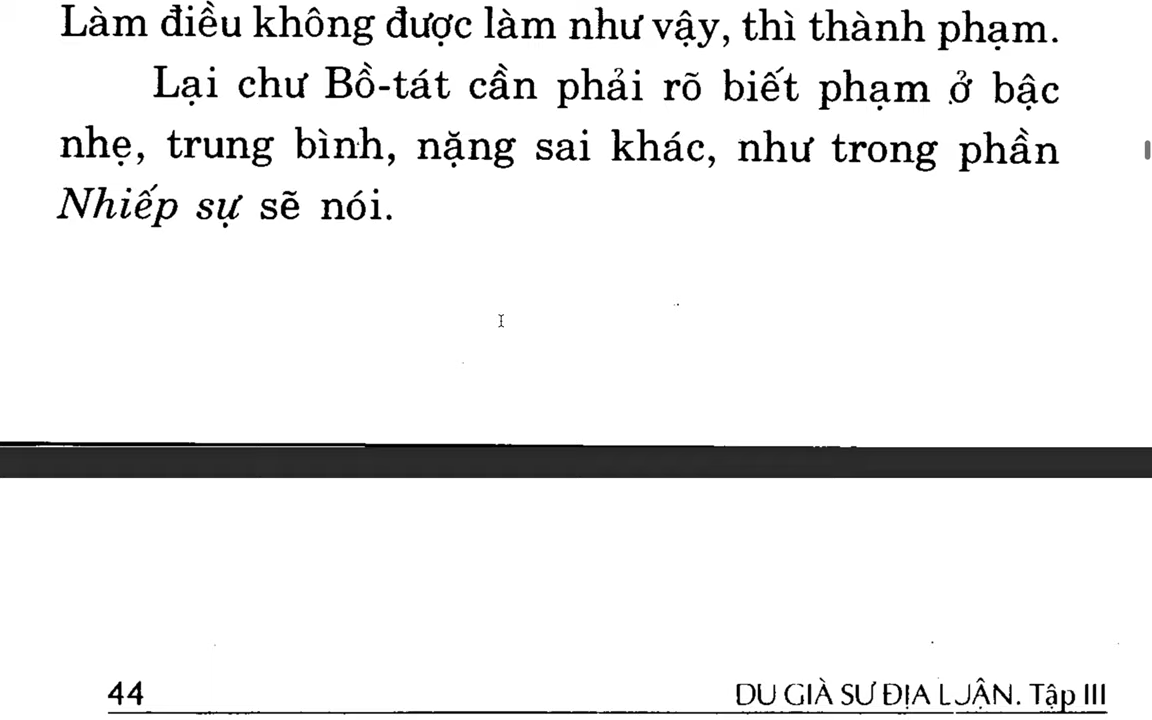 Làm điều không được làm như vậy, thì thành phạm.
Lại chư Bồ-tát cần phải rõ biết phạm ở bậc
nhẹ, trung bình, nặng sai khác, như trong phần
Nhiếp sự sẽ nói.
44 DU GIÀ SƯ ĐỊA LUẬN. Tập III